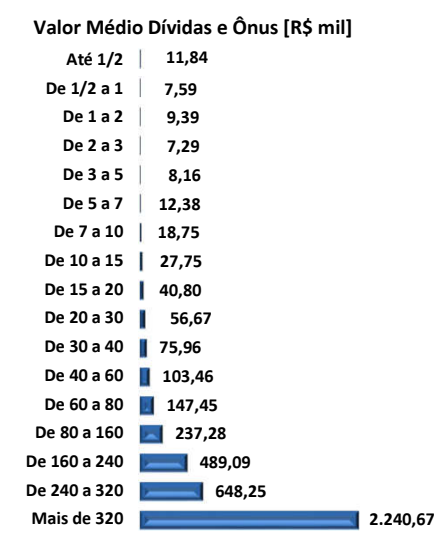 Valor Médio Dívidas e Ônus [R$ mil]
Até 1/2 11,84
De 1/2 a 1 7,59
De 1 a 2 9,39
De 2 a 3 7,29
De 3 a 5 8,16
De 5 a 7 12,38
De 7 a 10 18,75
De 10 a 15 27,75
De 15 a 20 40,80
De 20 a 30 56,67
De 30 a 40 75,96
De 40 a 60 103,46
De 60 a 80 147,45
De 80 a 160 237,28
De 160 a 240 489,09
De 240 a 320 648,25
Mais de 320 2.240,67